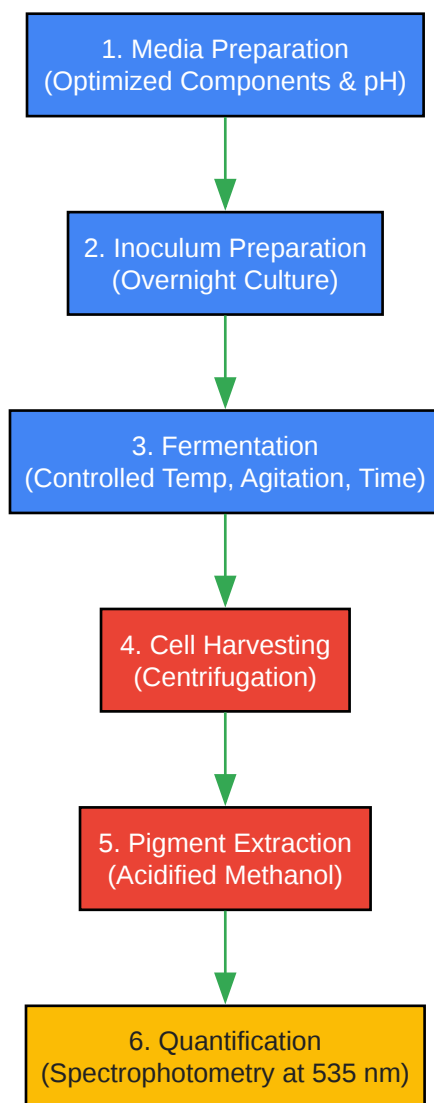 1. Media Preparation
(Optimized Components & pH)
2. Inoculum Preparation
(Overnight Culture)
3. Fermentation
(Controlled Temp, Agitation, Time)
4. Cell Harvesting
(Centrifugation)
5. Pigment Extraction
(Acidified Methanol)
6. Quantification
(Spectrophotometry at 535 nm)